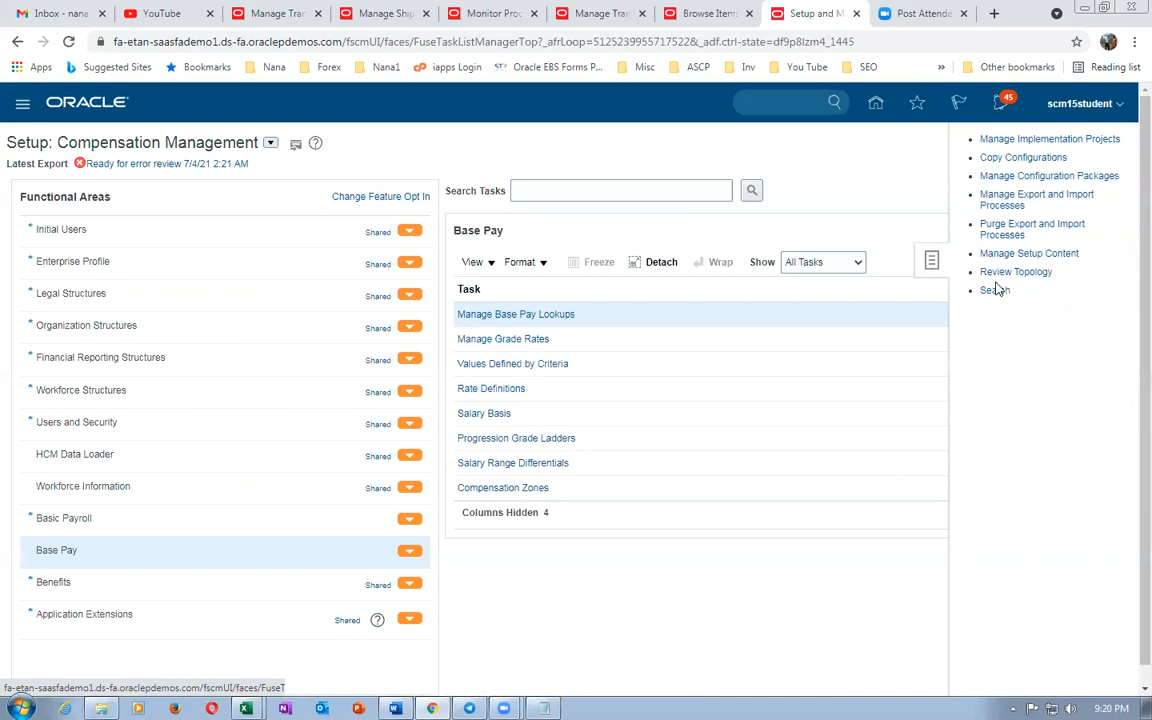 Inbox - nana
YouTube
Manage Tran
Manage Ship
Monitor Proc
Manage Tran
Browse Items
Setup and M
Post Attende
fa-etan-saasfademo1.ds-fa.oraclepdemos.com/fscmUI/faces/FuseTaskListManagerTop?_afrLoop=51252399557175228&_adf.ctrl-state=df9p8lzm4_1445
Apps
Suggested Sites
Bookmarks
Nana
Forex
Nana1
iapps Login
Oracle EBS Forms P...
Misc
ASCP
Inv
You Tube
SEO
»
Other bookmarks
Reading list
ORACLE
45
scm15student
Setup: Compensation Management
Latest Export Ready for error review 7/4/21 2:21 AM
Functional Areas
Change Feature Opt In
* Initial Users Shared
* Enterprise Profile Shared
* Legal Structures Shared
* Organization Structures Shared
* Financial Reporting Structures Shared
* Workforce Structures Shared
* Users and Security Shared
HCM Data Loader Shared
Workforce Information Shared
* Basic Payroll
Base Pay
* Benefits Shared
* Application Extensions Shared
Search Tasks
Base Pay
View Format Freeze Detach Wrap Show All Tasks
Task
Manage Base Pay Lookups
Manage Grade Rates
Values Defined by Criteria
Rate Definitions
Salary Basis
Progression Grade Ladders
Salary Range Differentials
Compensation Zones
Columns Hidden 4
Manage Implementation Projects
Copy Configurations
Manage Configuration Packages
Manage Export and Import
Processes
Purge Export and Import
Processes
Manage Setup Content
Review Topology
Search
fa-etan-saasfademo1.ds-fa.oraclepdemos.com/fscmUI/faces/FuseT
9:20 PM